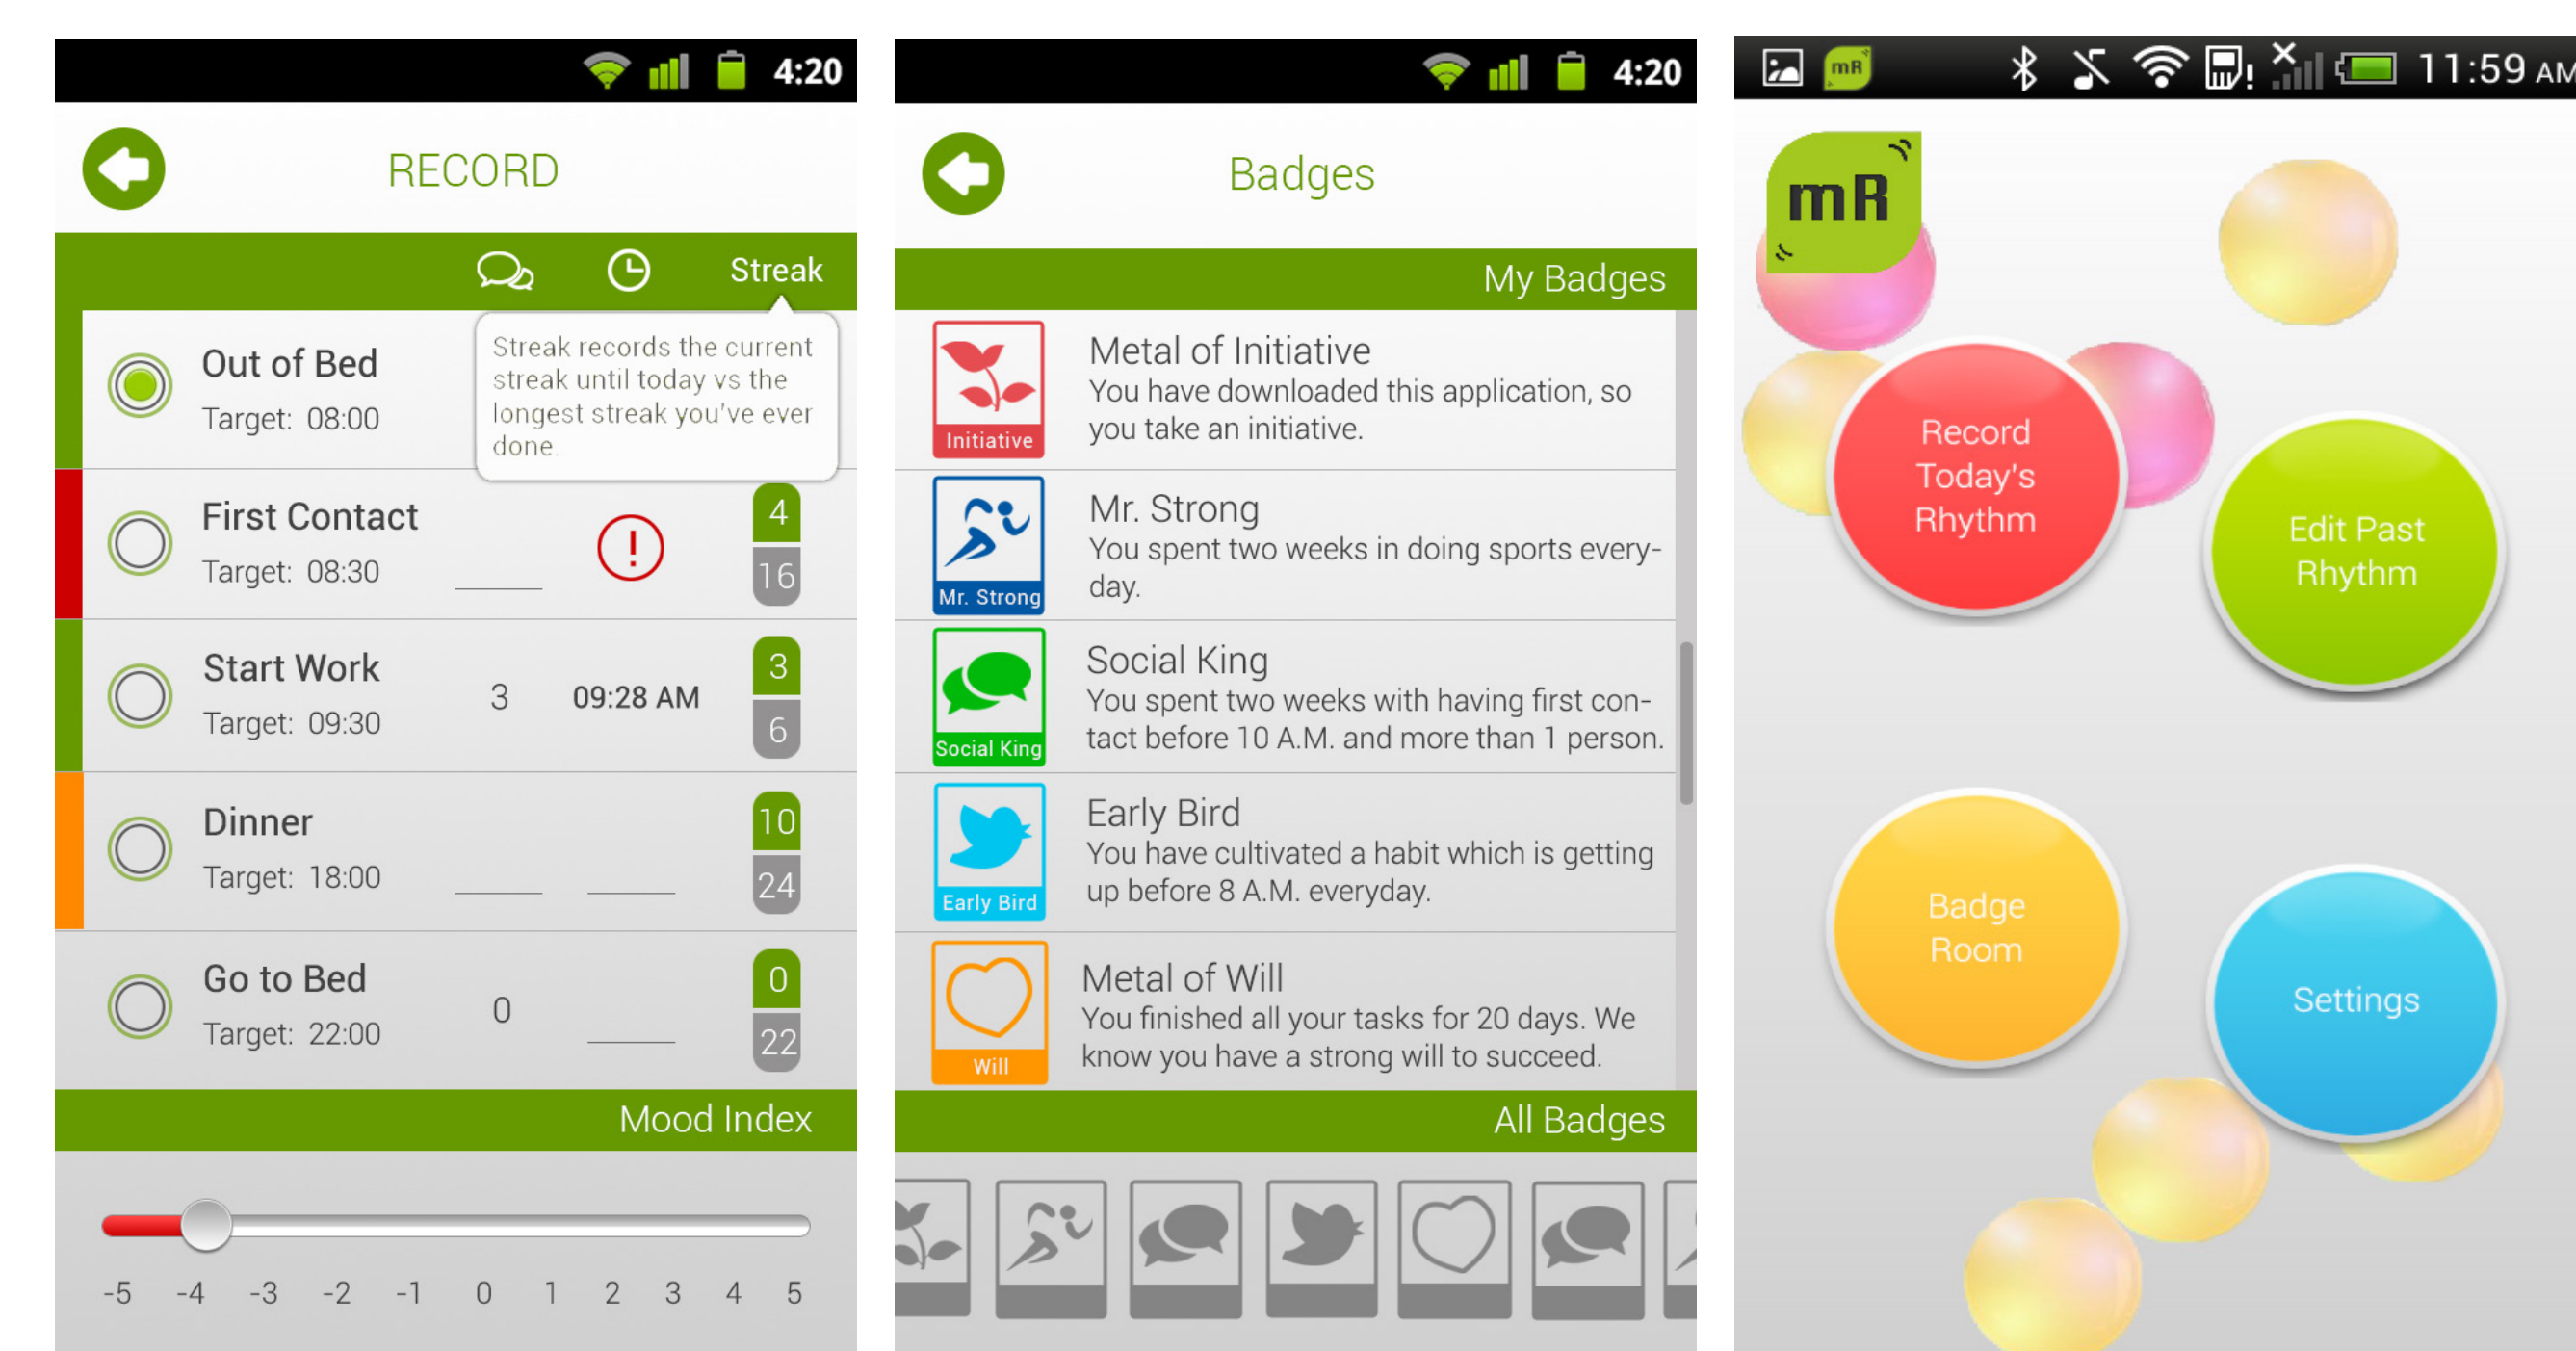 4:20
RECORD
Streak
Streak records the current
streak until today vs the
longest streak you've ever
done.
Out of Bed
Target: 08:00
First Contact
Target: 08:30
!
4
16
Start Work
Target: 09:30
3
09:28 AM
3
6
Dinner
Target: 18:00
10
24
Go to Bed
Target: 22:00
0
0
22
Mood Index
-5 -4 -3 -2 -1 0 1 2 3 4 5
4:20
Badges
My Badges
Initiative
Metal of Initiative
You have downloaded this application, so
you take an initiative.
Mr. Strong
Mr. Strong
You spent two weeks in doing sports every-
day.
Social King
Social King
You spent two weeks with having first con-
tact before 10 A.M. and more than 1 person.
Early Bird
Early Bird
You have cultivated a habit which is getting
up before 8 A.M. everyday.
Will
Metal of Will
You finished all your tasks for 20 days. We
know you have a strong will to succeed.
All Badges
mR
11:59 AM
mR
Record
Today's
Rhythm
Edit Past
Rhythm
Badge
Room
Settings